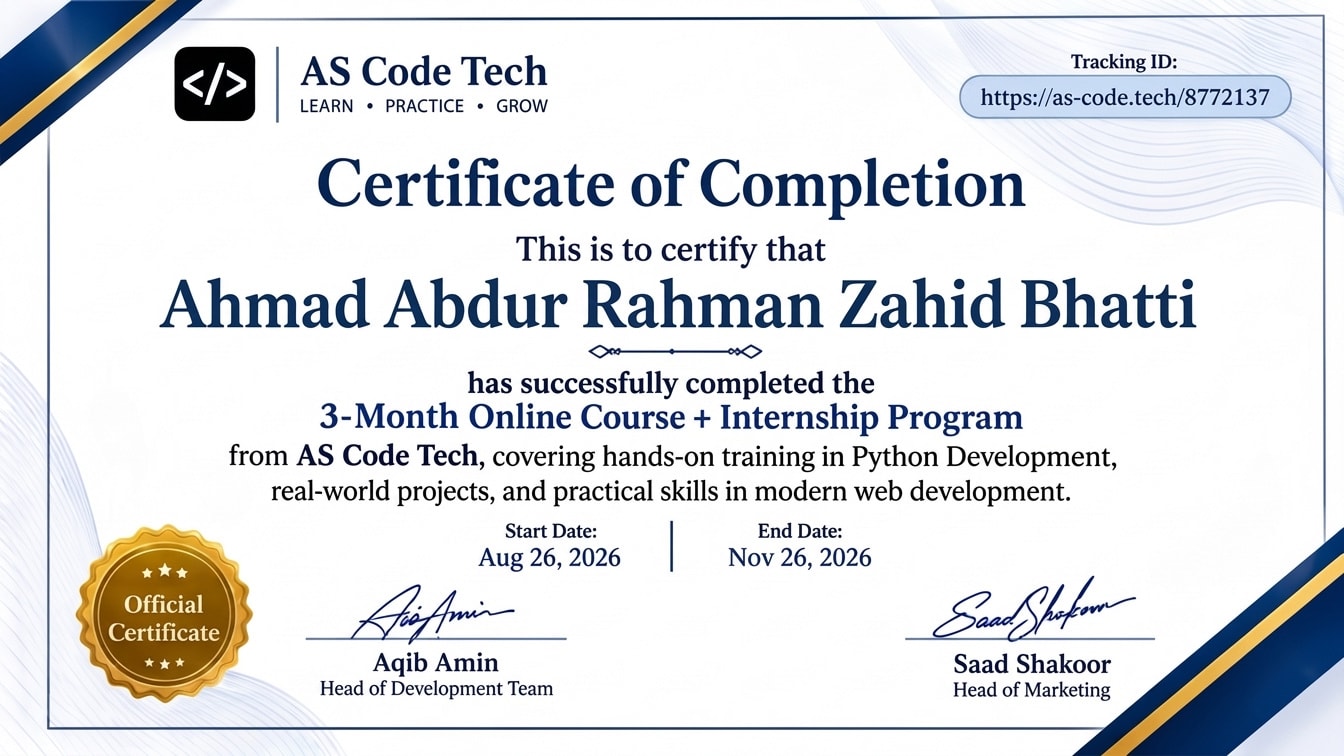 </>
AS Code Tech
LEARN • PRACTICE • GROW
Tracking ID:
https://as-code.tech/8772137
Certificate of Completion
This is to certify that
Ahmad Abdur Rahman Zahid Bhatti
has successfully completed the
3-Month Online Course + Internship Program
from AS Code Tech, covering hands-on training in Python Development,
real-world projects, and practical skills in modern web development.
Start Date:
Aug 26, 2026
End Date:
Nov 26, 2026
Official
Certificate
Aqib Amin
Aqib Amin
Head of Development Team
Saad Shakoor
Saad Shakoor
Head of Marketing